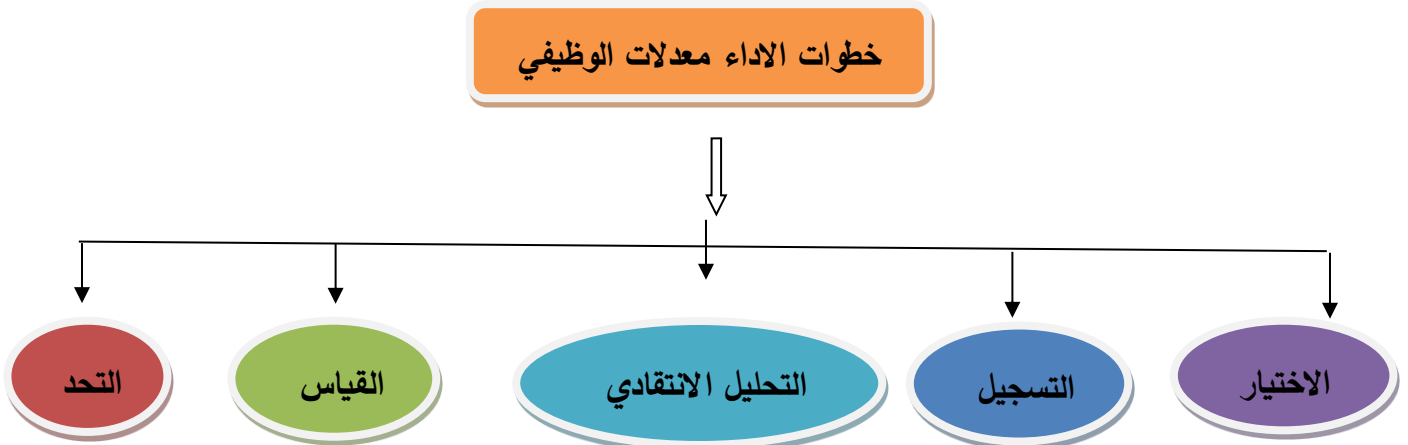 خطوات الاداء معدلات الوظيفي
الاختيار
التسجيل
التحليل الانتقادي
القياس
التحد